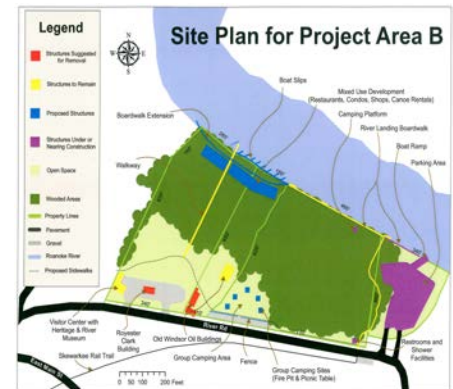 Site Plan for Project Area B
Legend
Structures Suggested
for Removal
Structures to Remain
Proposed Structures
Structures Under or
Nearing Construction
Open Space
Wooded Areas
Property Lines
Pavement
Gravel
Roanoke River
Proposed Sidewalks
N
W
E
S
Boat Slips
Mixed Use Development
(Restaurants, Condos, Shops, Canoe Rentals)
Camping Platform
River Landing Boardwalk
Boat Ramp
Parking Area
Boardwalk Extension
Walkway
Visitor Center with
Heritage & River
Museum
Royester
Clark
Building
Old Windsor Oil Buildings
River Rd
Group Camping Area
Fence
Group Camping Sites
(Fire Pit & Picnic Table)
Restrooms and
Shower
Facilities
Skewarkee Rail Trail
East Main St
0 50 100 200 Feet